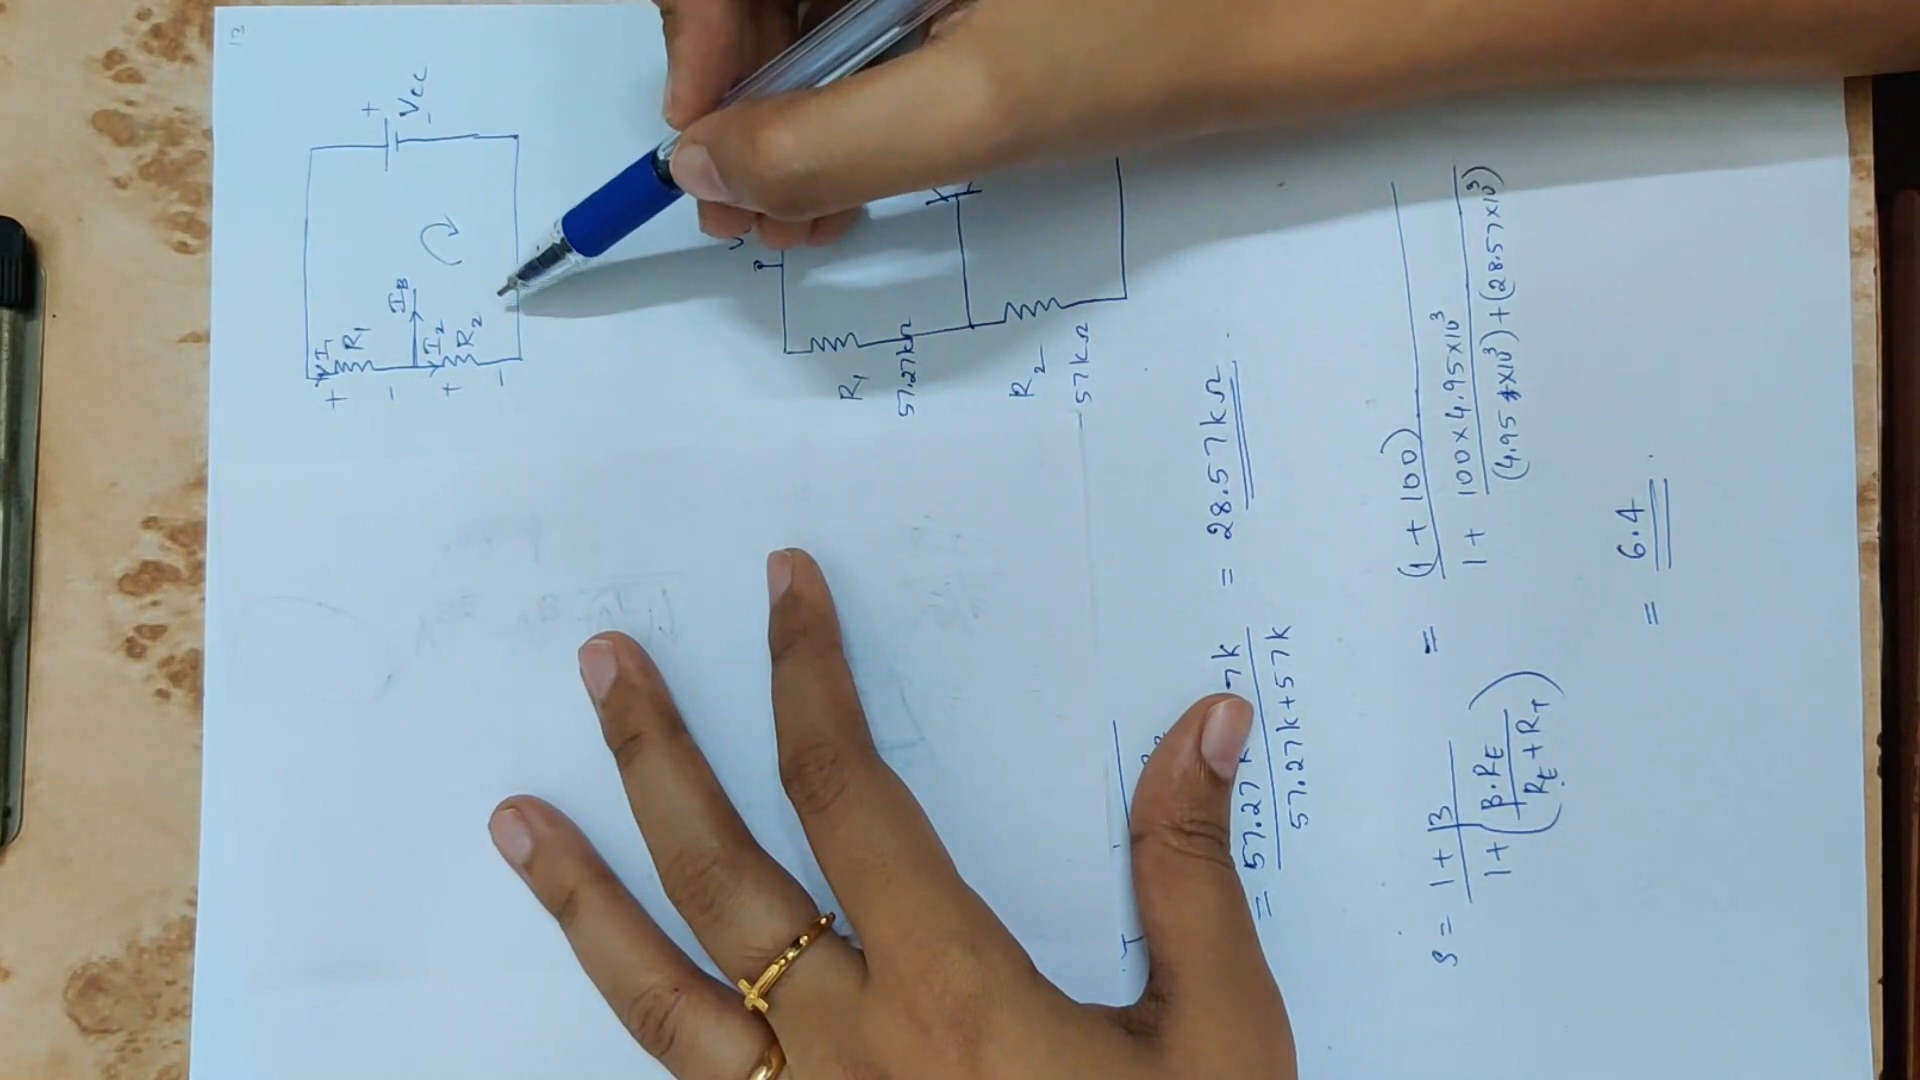 12
+
Vcc
-
I1
R1
IB
I2
R2
+
-
+
-
R1
57.27kΩ
R2
57kΩ
= 57.27k
57.27k+57k
= 28.57kΩ
S = 1+β
1+(β.RE
RE+RT)
= (1+100)
1+ 100×4.95×10³
(4.95×10³)+(28.57×10³)
= 6.4